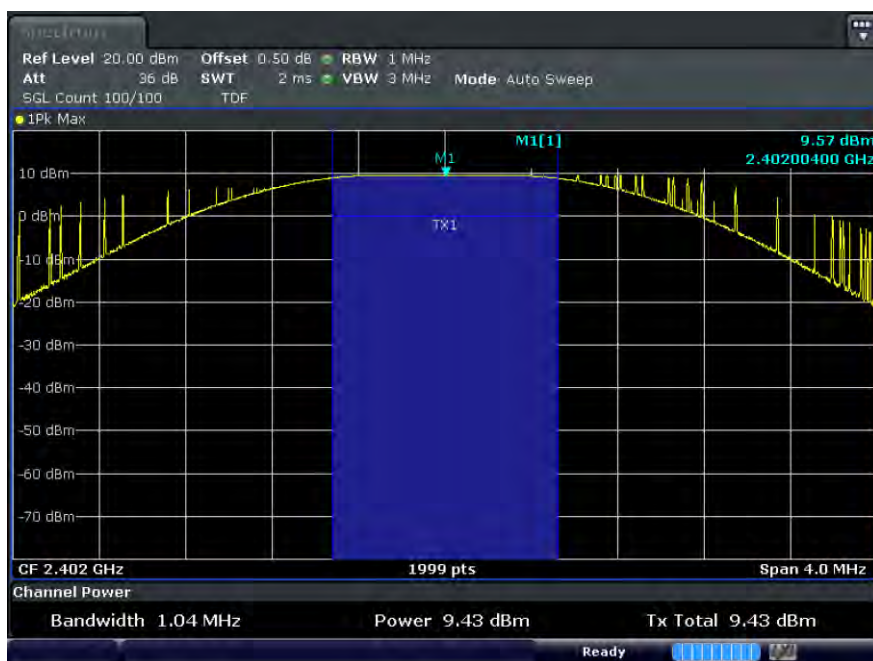 Spectrum
Ref Level 20.00 dBm Offset 0.50 dB RBW 1 MHz
Att 36 dB SWT 2 ms VBW 3 MHz Mode Auto Sweep
SGL Count 100/100 TDF
1Pk Max
M1[1] 9.57 dBm
2.40200400 GHz
M1
10 dBm
0 dBm
TX1
-10 dBm
-20 dBm
-30 dBm
-40 dBm
-50 dBm
-60 dBm
-70 dBm
CF 2.402 GHz 1999 pts Span 4.0 MHz
Channel Power
Bandwidth 1.04 MHz Power 9.43 dBm Tx Total 9.43 dBm
Ready